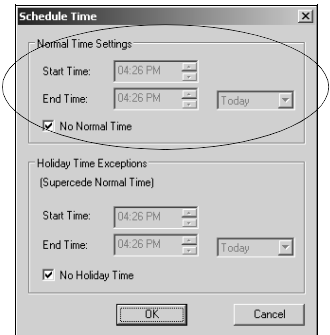 Schedule Time
Normal Time Settings
Start Time: 04:26 PM
End Time: 04:26 PM Today
No Normal Time
Holiday Time Exceptions
(Supercede Normal Time)
Start Time: 04:26 PM
End Time: 04:26 PM Today
No Holiday Time
OK Cancel